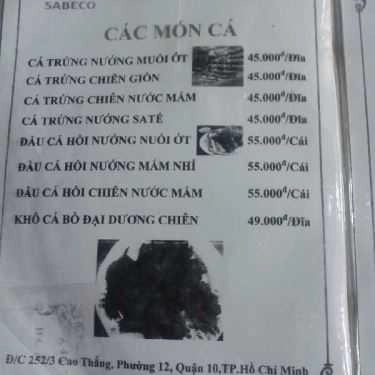 SABECO
CÁC MÓN CÁ
CÁ TRỨNG NƯỚNG MUỐI ỚT 45.000đ/Đĩa
CÁ TRỨNG CHIÊN GIÒN 45.000đ/Đĩa
CÁ TRỨNG CHIÊN NƯỚC MẮM 45.000đ/Đĩa
CÁ TRỨNG NƯỚNG SATẾ 45.000đ/Đĩa
ĐẦU CÁ HỒI NƯỚNG NUỐI ỚT 55.000đ/Cái
ĐẦU CÁ HỒI NƯỚNG MẮM NHĨ 55.000đ/Cái
ĐẦU CÁ HỒI CHIÊN NƯỚC MẮM 55.000đ/Cái
KHÔ CÁ BÒ ĐẠI DƯƠNG CHIÊN 49.000đ/Đĩa
Đ/C 252/3 Cao Thắng, Phường 12, Quận 10,TP.Hồ Chí Minh